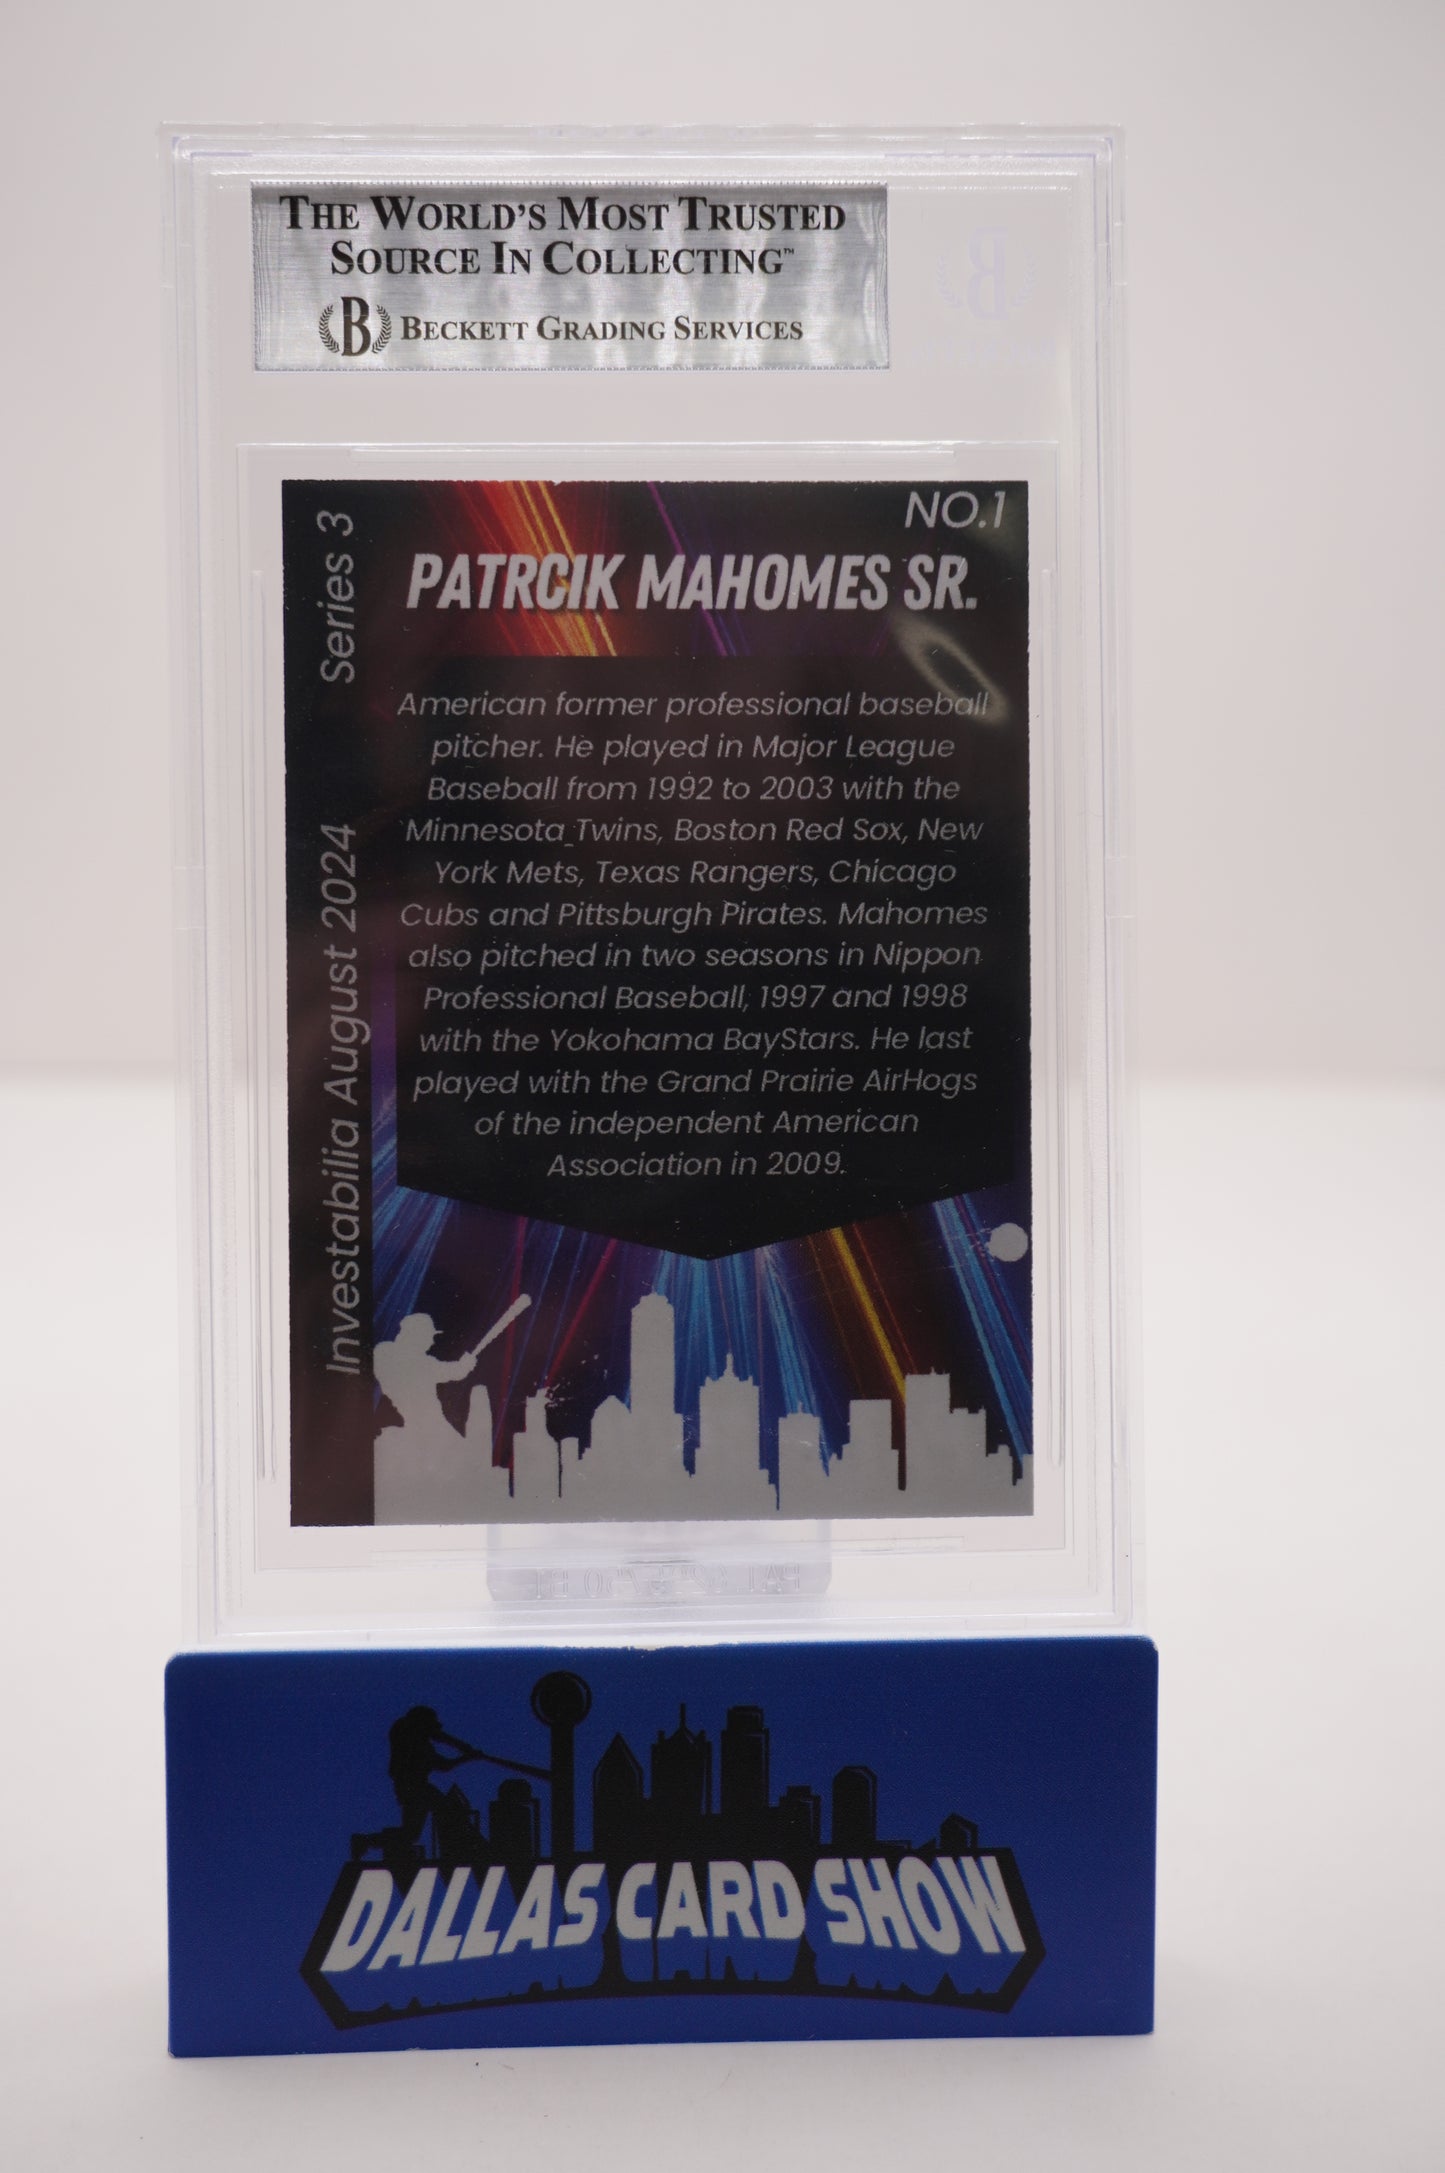 THE WORLD'S MOST TRUSTED
SOURCE IN COLLECTING™
B BECKETT GRADING SERVICES
NO.1
PATRCIK MAHOMES SR.
Series 3
Investabilia August 2024
American former professional baseball
pitcher. He played in Major League
Baseball from 1992 to 2003 with the
Minnesota Twins, Boston Red Sox, New
York Mets, Texas Rangers, Chicago
Cubs and Pittsburgh Pirates. Mahomes
also pitched in two seasons in Nippon
Professional Baseball, 1997 and 1998
with the Yokohama BayStars. He last
played with the Grand Prairie AirHogs
of the independent American
Association in 2009.
DALLAS CARD SHOW